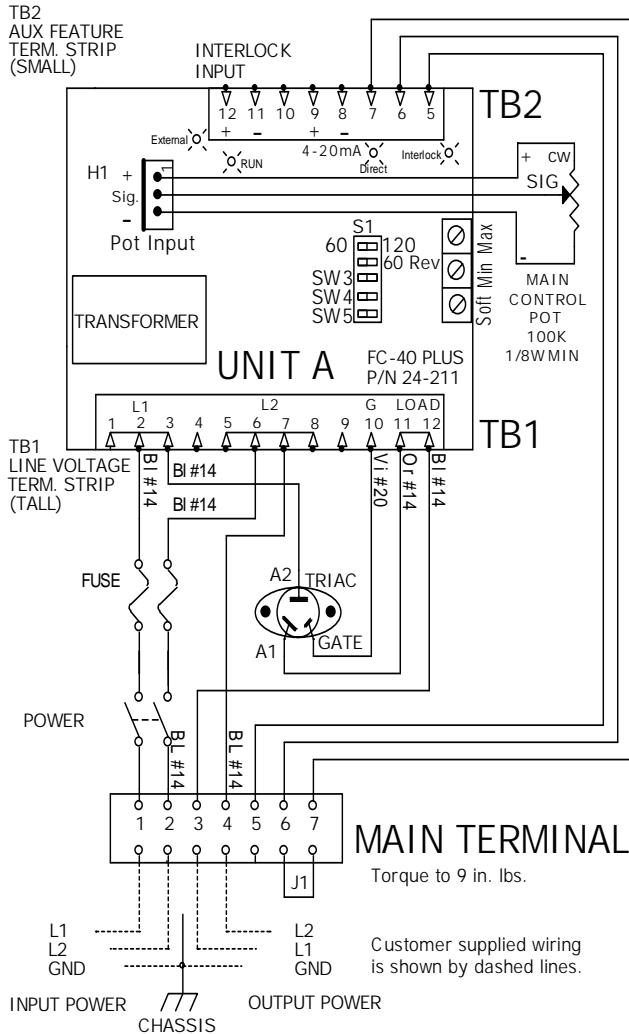 TB2
AUX FEATURE
TERM. STRIP
(SMALL)
INTERLOCK
INPUT
12 11 10 9 8 7 6 5
+ - + -
TB2
External
RUN
4-20mA
Direct
Interlock
H1 + 1
Sig.
-
Pot Input
+ CW
SIG
-
S1
60 120
60 Rev
SW3
SW4
SW5
Soft Min Max
MAIN
CONTROL
POT
100K
1/8W MIN
TRANSFORMER
UNIT A
FC-40 PLUS
P/N 24-211
L1 L2 G LOAD
1 2 3 4 5 6 7 8 9 10 11 12
TB1
TB1
LINE VOLTAGE
TERM. STRIP
(TALL)
Bl #14
Bl #14
Bl #14
Vi #20
Or #14
Bl #14
FUSE
A2 TRIAC
A1 GATE
POWER
BL #14
BL #14
1 2 3 4 5 6 7
J1
MAIN TERMINAL
Torque to 9 in. lbs.
L1
L2
GND
L2
L1
GND
Customer supplied wiring
is shown by dashed lines.
INPUT POWER
OUTPUT POWER
CHASSIS